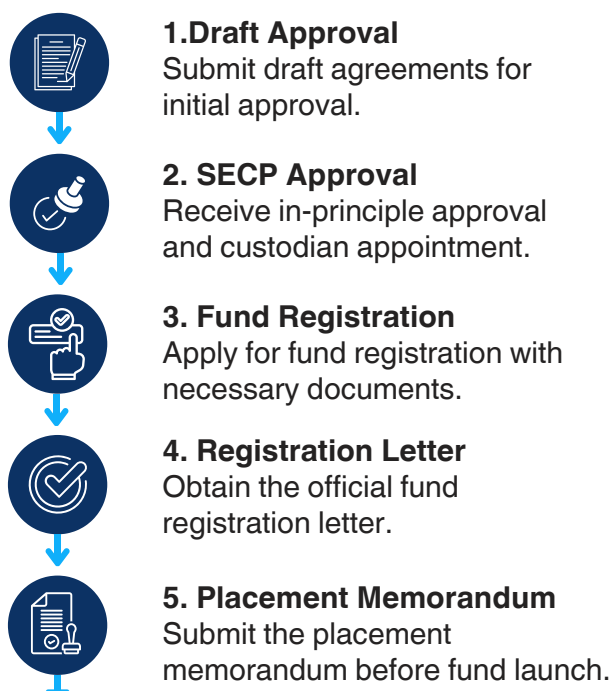 1.Draft Approval
Submit draft agreements for
initial approval.
2. SECP Approval
Receive in-principle approval
and custodian appointment.
3. Fund Registration
Apply for fund registration with
necessary documents.
4. Registration Letter
Obtain the official fund
registration letter.
5. Placement Memorandum
Submit the placement
memorandum before fund launch.